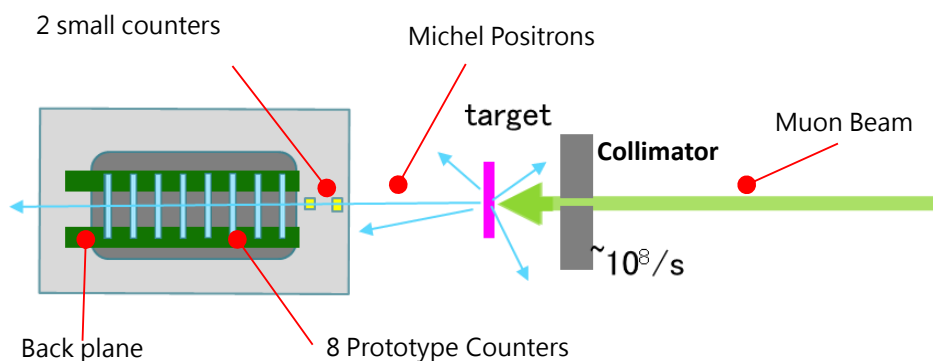 2 small counters
Michel Positrons
target
Collimator
Muon Beam
~10⁸/s
Back plane
8 Prototype Counters